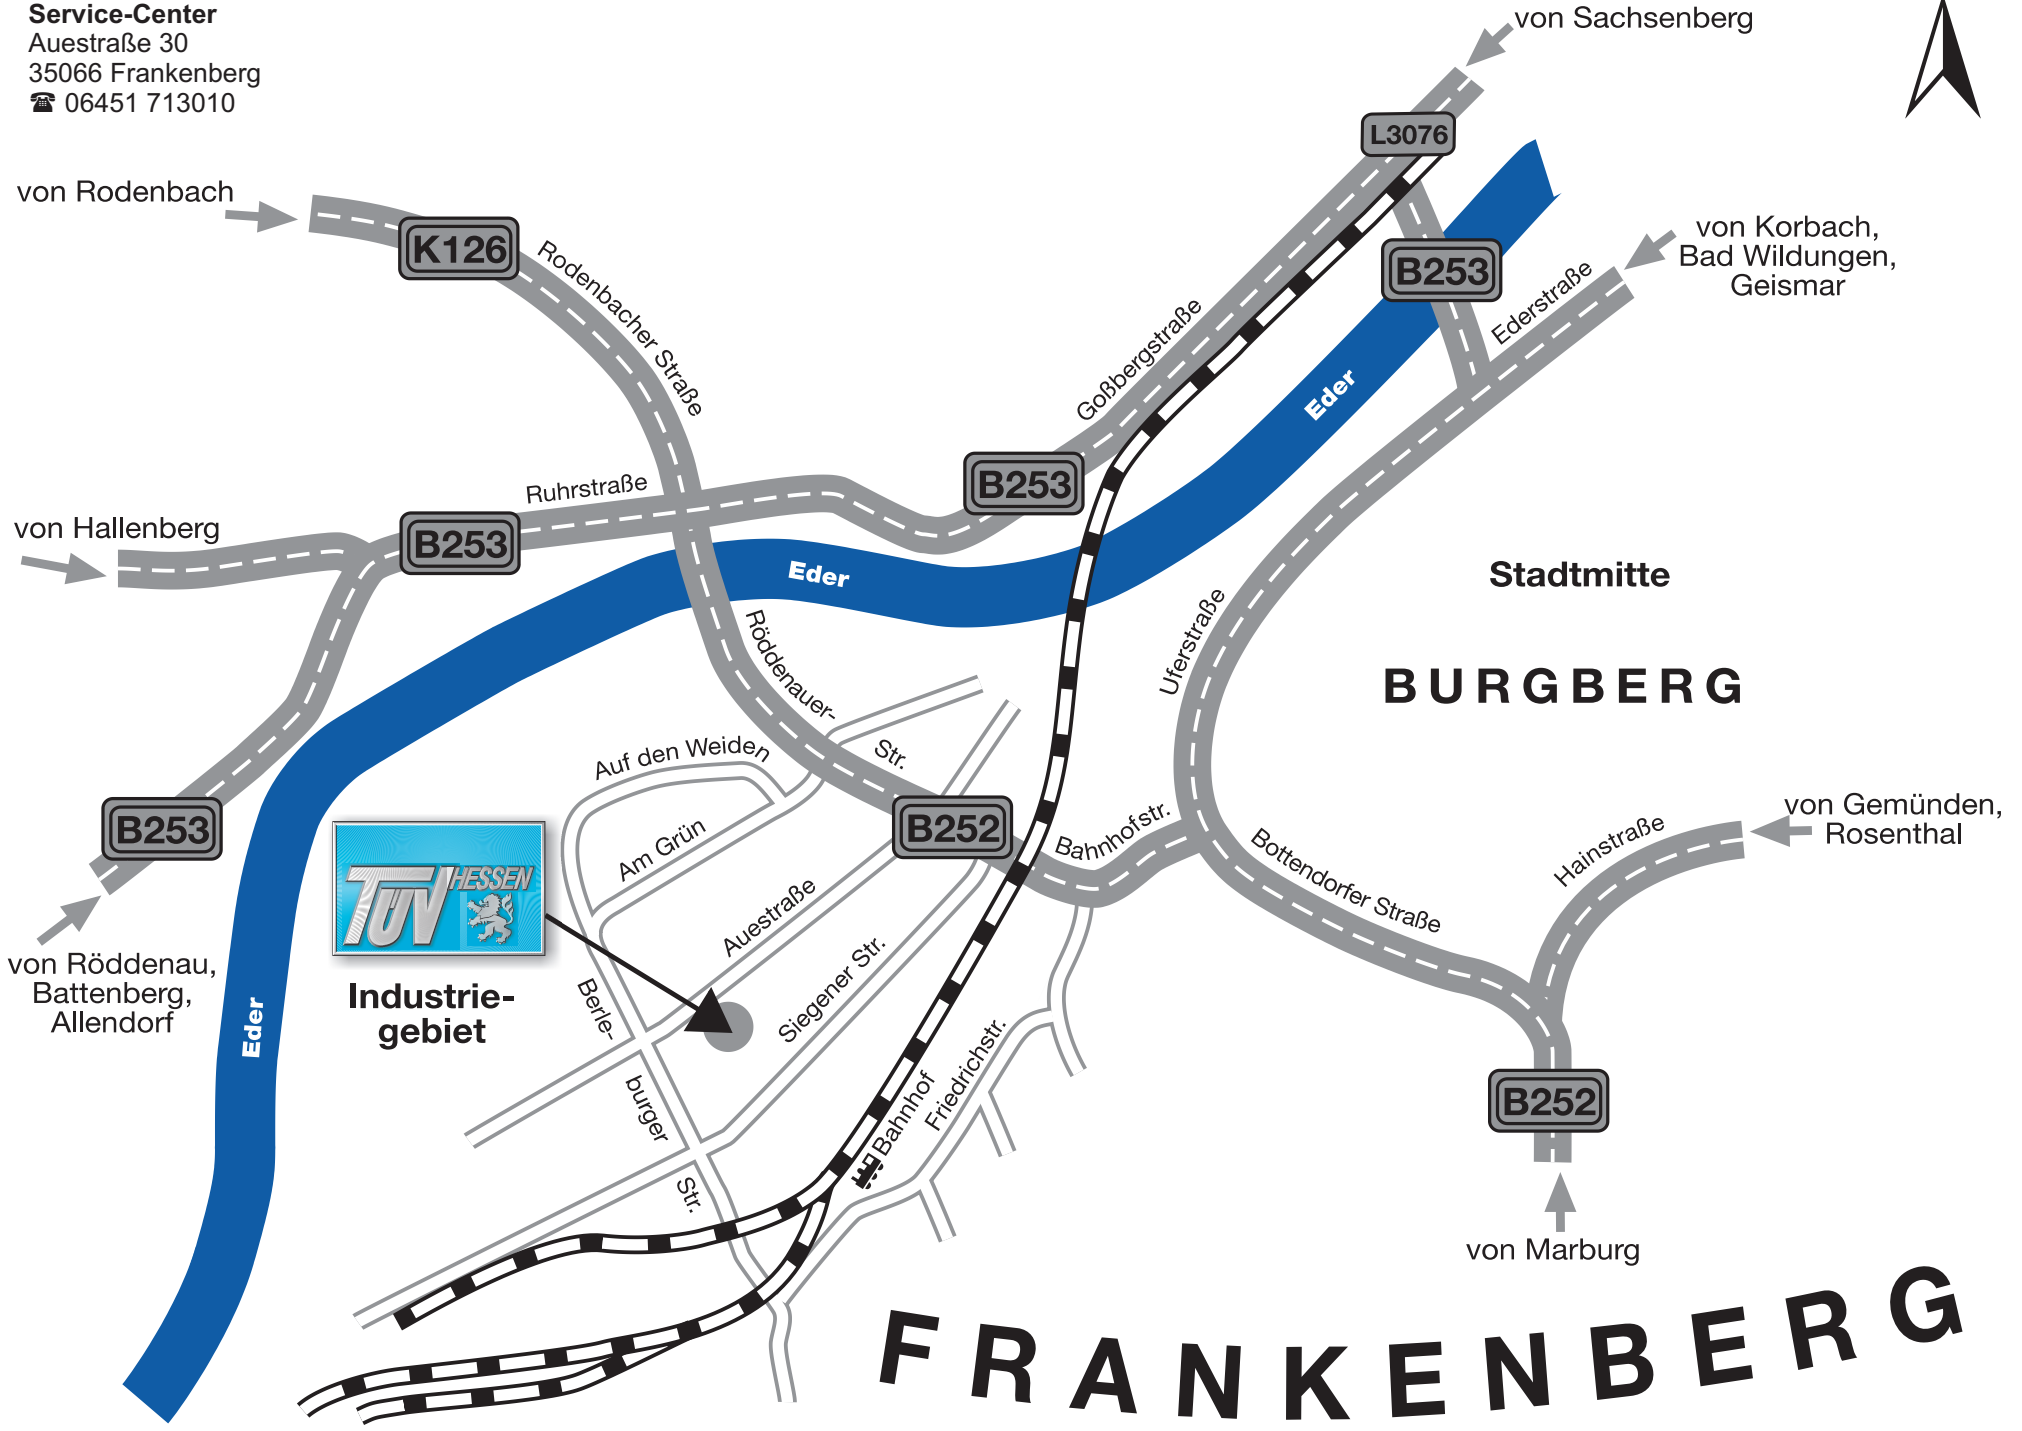 Service-Center
Auestraße 30
35066 Frankenberg
☎ 06451 713010
von Sachsenberg
L3076
von Rodenbach
K126
Rodenbacher Straße
von Korbach,
Bad Wildungen,
Geismar
B253
Ederstraße
Goßbergstraße
Eder
B253
Ruhrstraße
von Hallenberg
B253
Eder
Stadtmitte
Uferstraße
BURGBERG
Röddenauer-
Str.
Auf den Weiden
B253
B252
Am Grün
Bahnhofstr.
Bottendorfer Straße
Hainstraße
von Gemünden,
Rosenthal
TÜV HESSEN
Auestraße
Siegener Str.
von Röddenau,
Battenberg,
Allendorf
Eder
Industrie-
gebiet
Berle-
burger
Str.
Bahnhof
Friedrichstr.
B252
von Marburg
FRANKENBERG